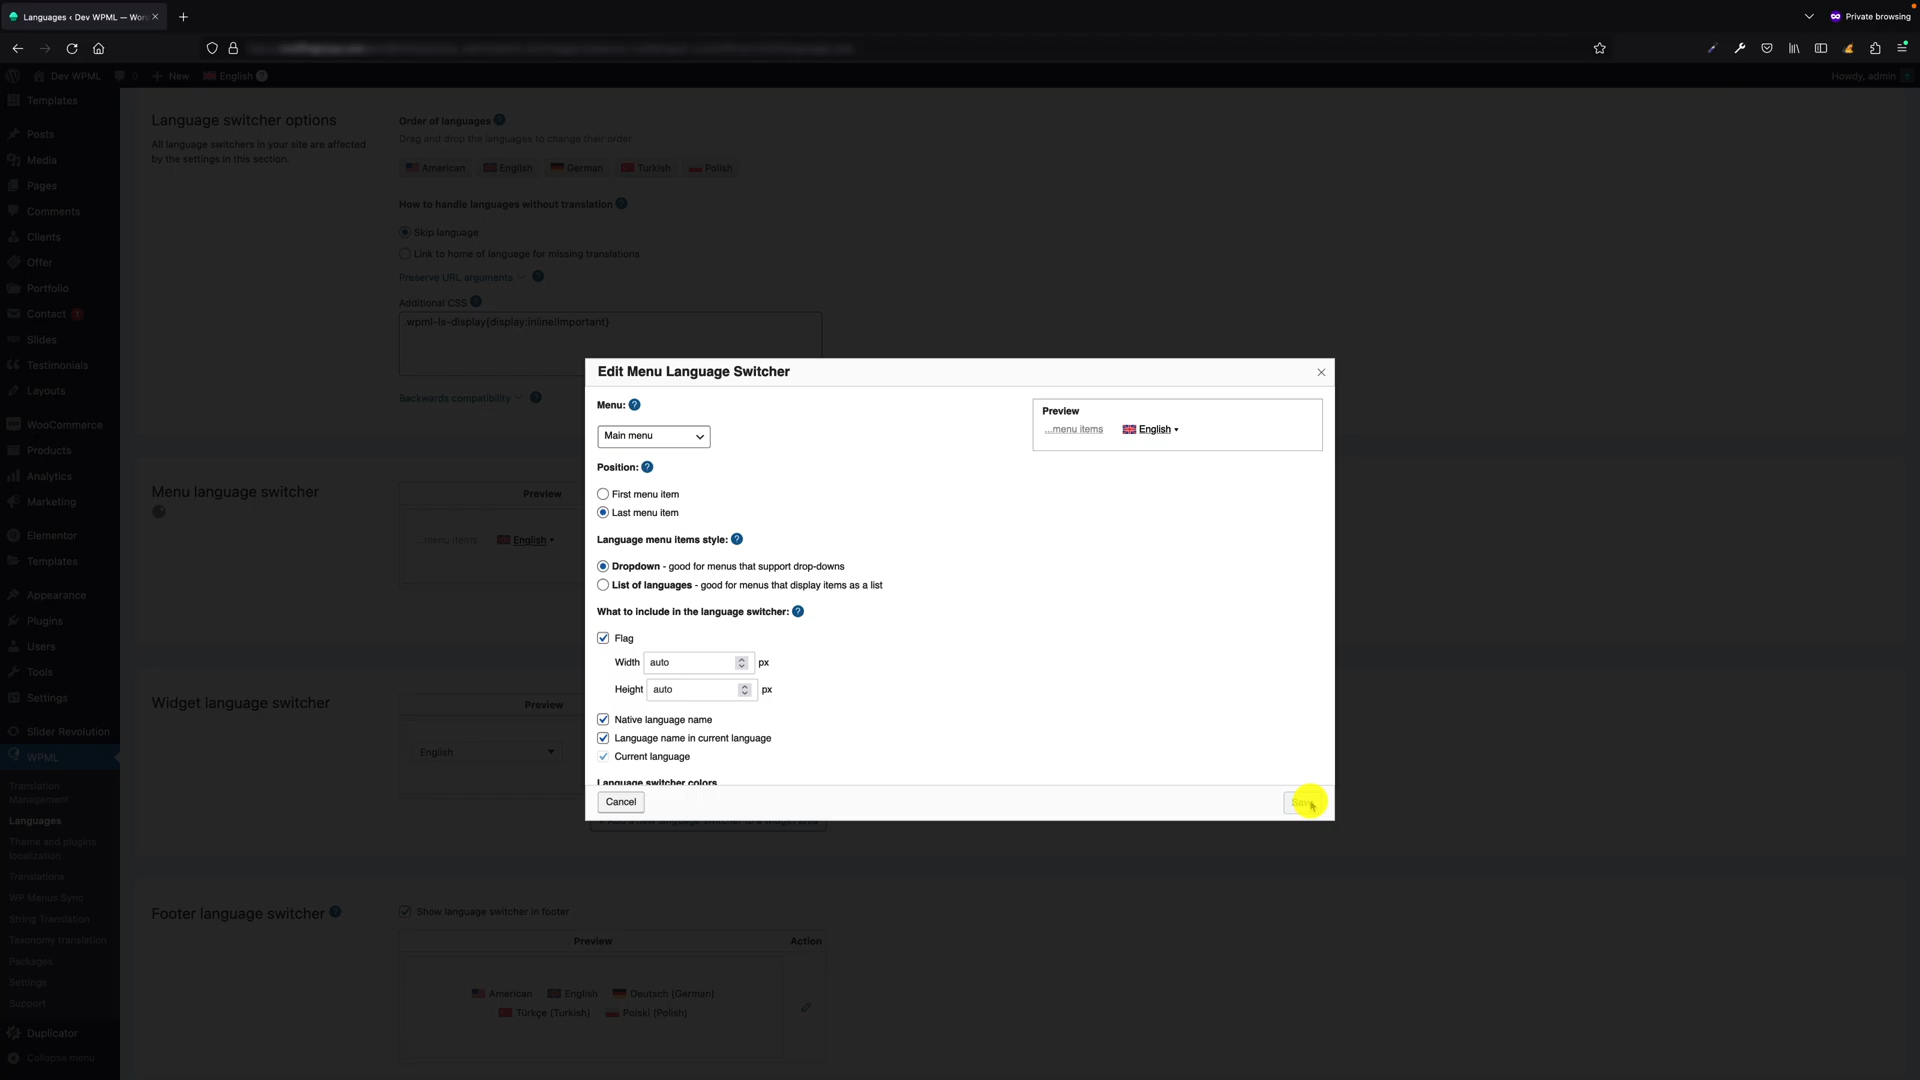 Languages ‹ Dev WPML — Wor
Private browsing
Dev WPML
0
New
English
Howdy, admin
Templates
Posts
Media
Pages
Comments
Clients
Offer
Portfolio
Contact 1
Slides
Testimonials
Layouts
WooCommerce
Products
Analytics
Marketing
Elementor
Templates
Appearance
Plugins
Users
Tools
Settings
Slider Revolution
WPML
Translation
Management
Languages
Theme and plugins
localization
Translations
WP Menus Sync
String Translation
Taxonomy translation
Packages
Settings
Support
Duplicator
Collapse menu
Language switcher options
All language switchers in your site are affected
by the settings in this section.
Order of languages ?
Drag and drop the languages to change their order
American English German Turkish Polish
How to handle languages without translation ?
Skip language
Link to home of language for missing translations
Preserve URL arguments ?
Additional CSS ?
.wpml-ls-display{display:inline!important}
Backwards compatibility ?
Menu language switcher
Preview
...menu items English
Widget language switcher
Preview
English
+ Add a new language switcher to a widget area
Footer language switcher ?
Show language switcher in footer
Preview Action
American English Deutsch (German)
Türkçe (Turkish) Polski (Polish)
Edit Menu Language Switcher
Menu: ?
Main menu
Position: ?
First menu item
Last menu item
Language menu items style: ?
Dropdown - good for menus that support drop-downs
List of languages - good for menus that display items as a list
What to include in the language switcher: ?
Flag
Width auto px
Height auto px
Native language name
Language name in current language
Current language
Language switcher colors
Preview
...menu items English
Cancel
Save